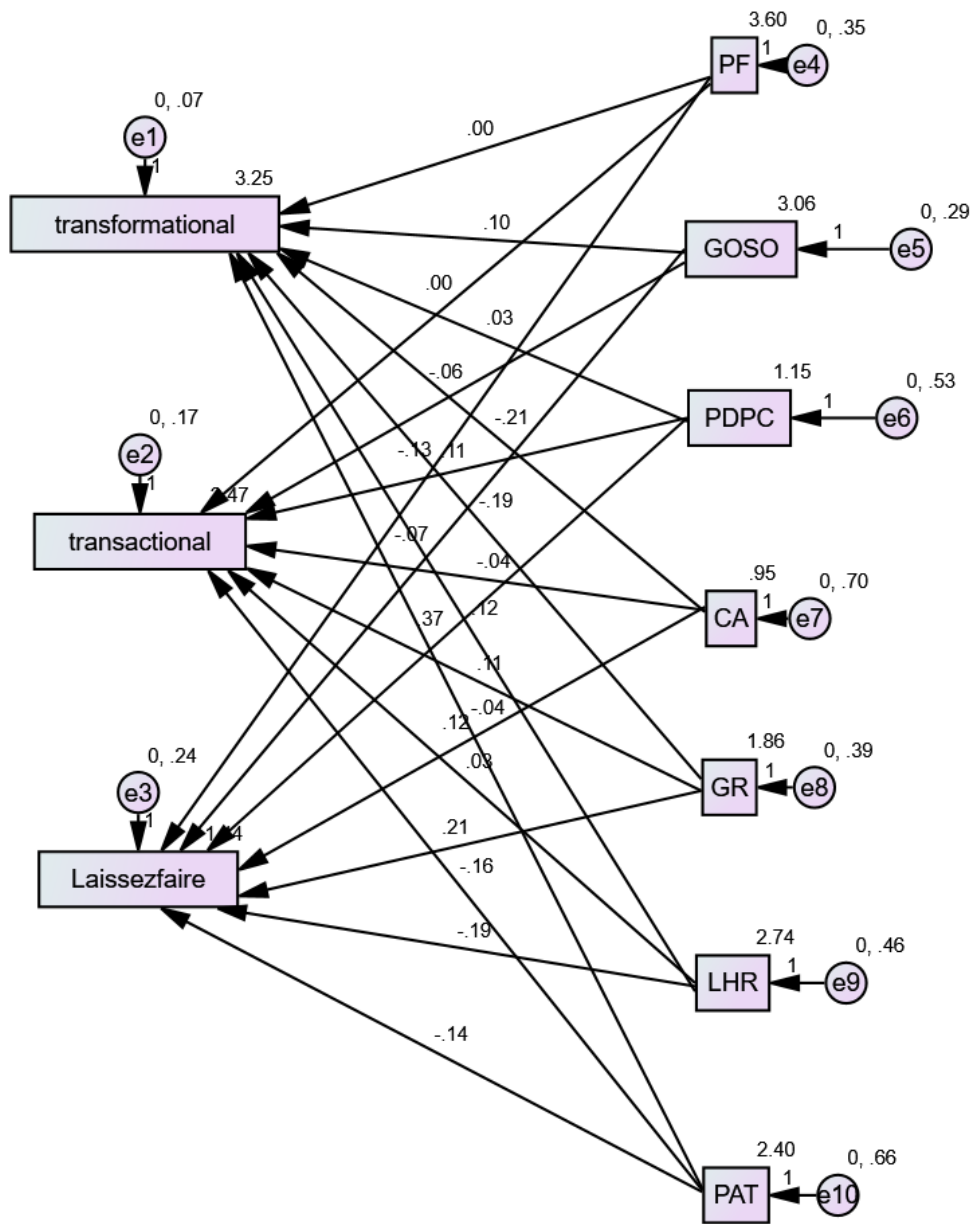 3.60
0, .35
PF
1
e4
0, .07
e1
1
.00
3.25
transformational
3.06
0, .29
.10
GOSO
1
e5
.00
.03
1.15
0, .53
-.06
PDPC
1
e6
-.21
0, .17
e2
1
-.13
.11
-.19
transactional
-.07
-.04
.95
0, .70
CA
1
e7
.12
.37
.11
-.04
.12
.03
1.86
0, .39
GR
1
e8
0, .24
e3
1
.21
-.16
Laissezfaire
-.19
2.74
0, .46
LHR
1
e9
-.14
2.40
0, .66
PAT
1
e10